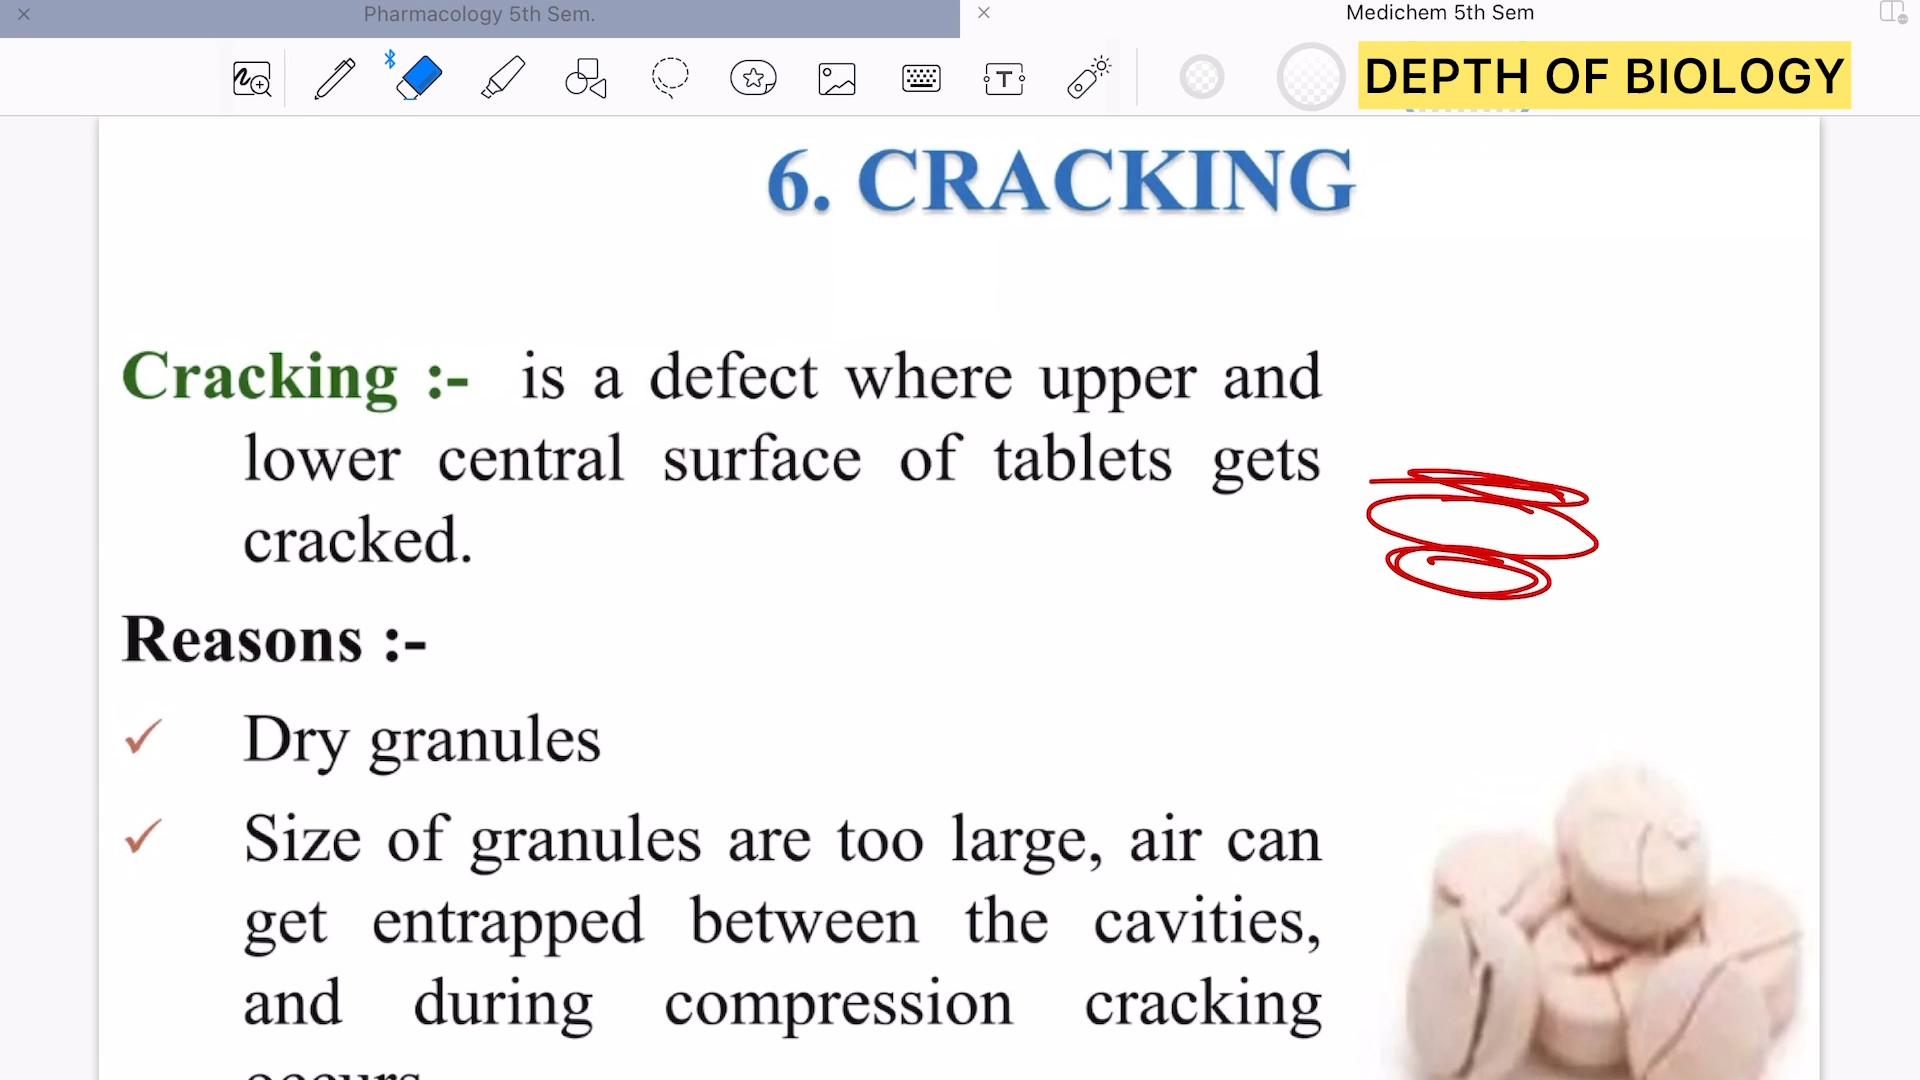 Pharmacology 5th Sem.
Medichem 5th Sem
DEPTH OF BIOLOGY
6. CRACKING
Cracking :- is a defect where upper and
lower central surface of tablets gets
cracked.
Reasons :-
Dry granules
Size of granules are too large, air can
get entrapped between the cavities,
and during compression cracking
occurs